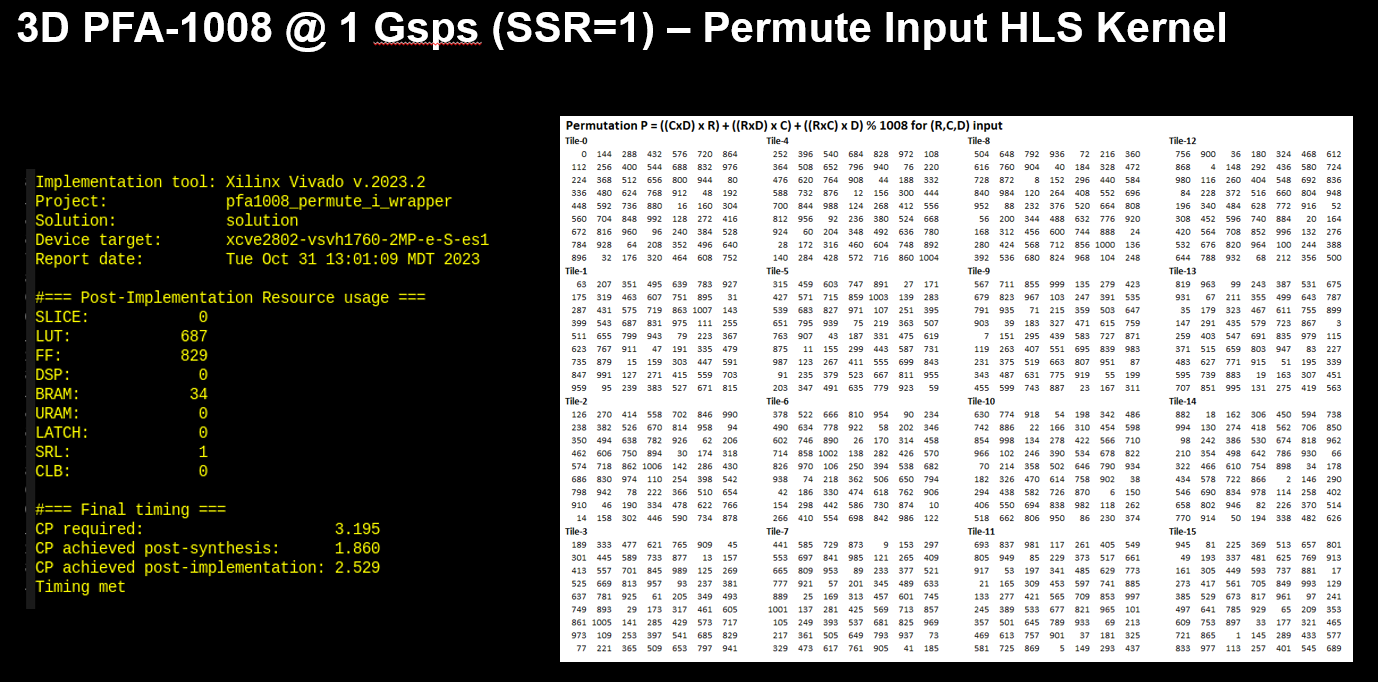 3D PFA-1008 @ 1 Gsps (SSR=1) – Permute Input HLS Kernel
Implementation tool: Xilinx Vivado v.2023.2
Project: pfa1008_permute_i_wrapper
Solution: solution
Device target: xcve2802-vsvh1760-2MP-e-S-es1
Report date: Tue Oct 31 13:01:09 MDT 2023
#=== Post-Implementation Resource usage ===
SLICE: 0
LUT: 687
FF: 829
DSP: 0
BRAM: 34
URAM: 0
LATCH: 0
SRL: 1
CLB: 0
#=== Final timing ===
CP required: 3.195
CP achieved post-synthesis: 1.860
CP achieved post-implementation: 2.529
Timing met
Permutation P = ((CxD) x R) + ((RxD) x C) + ((RxC) x D) % 1008 for (R,C,D) input
Tile-0 Tile-4 Tile-8 Tile-12
0 144 288 432 576 720 864 252 396 540 684 828 972 108 504 648 792 936 72 216 360 756 900 36 180 324 468 612
112 256 400 544 688 832 976 364 508 652 796 940 76 220 616 760 904 40 184 328 472 868 4 148 292 436 580 724
224 368 512 656 800 944 80 476 620 764 908 44 188 332 728 872 8 152 296 440 584 980 116 260 404 548 692 836
336 480 624 768 912 48 192 588 732 876 12 156 300 444 840 984 120 264 408 552 696 84 228 372 516 660 804 948
448 592 736 880 16 160 304 700 844 988 124 268 412 556 952 88 232 376 520 664 808 196 340 484 628 772 916 52
560 704 848 992 128 272 416 812 956 92 236 380 524 668 56 200 344 488 632 776 920 308 452 596 740 884 20 164
672 816 960 96 240 384 528 924 60 204 348 492 636 780 168 312 456 600 744 888 24 420 564 708 852 996 132 276
784 928 64 208 352 496 640 28 172 316 460 604 748 892 280 424 568 712 856 1000 136 532 676 820 964 100 244 388
896 32 176 320 464 608 752 140 284 428 572 716 860 1004 392 536 680 824 968 104 248 644 788 932 68 212 356 500
Tile-1 Tile-5 Tile-9 Tile-13
63 207 351 495 639 783 927 315 459 603 747 891 27 171 567 711 855 999 135 279 423 819 963 99 243 387 531 675
175 319 463 607 751 895 31 427 571 715 859 1003 139 283 679 823 967 103 247 391 535 931 67 211 355 499 643 787
287 431 575 719 863 1007 143 539 683 827 971 107 251 395 791 935 71 215 359 503 647 35 179 323 467 611 755 899
399 543 687 831 975 111 255 651 795 939 75 219 363 507 903 39 183 327 471 615 759 147 291 435 579 723 867 3
511 655 799 943 79 223 367 763 907 43 187 331 475 619 7 151 295 439 583 727 871 259 403 547 691 835 979 115
623 767 911 47 191 335 479 875 11 155 299 443 587 731 119 263 407 551 695 839 983 371 515 659 803 947 83 227
735 879 15 159 303 447 591 987 123 267 411 555 699 843 231 375 519 663 807 951 87 483 627 771 915 51 195 339
847 991 127 271 415 559 703 91 235 379 523 667 811 955 343 487 631 775 919 55 199 595 739 883 19 163 307 451
959 95 239 383 527 671 815 203 347 491 635 779 923 59 455 599 743 887 23 167 311 707 851 995 131 275 419 563
Tile-2 Tile-6 Tile-10 Tile-14
126 270 414 558 702 846 990 378 522 666 810 954 90 234 630 774 918 54 198 342 486 882 18 162 306 450 594 738
238 382 526 670 814 958 94 490 634 778 922 58 202 346 742 886 22 166 310 454 598 994 130 274 418 562 706 850
350 494 638 782 926 62 206 602 746 890 26 170 314 458 854 998 134 278 422 566 710 98 242 386 530 674 818 962
462 606 750 894 30 174 318 714 858 1002 138 282 426 570 966 102 246 390 534 678 822 210 354 498 642 786 930 66
574 718 862 1006 142 286 430 826 970 106 250 394 538 682 70 214 358 502 646 790 934 322 466 610 754 898 34 178
686 830 974 110 254 398 542 938 74 218 362 506 650 794 182 326 470 614 758 902 38 434 578 722 866 2 146 290
798 942 78 222 366 510 654 42 186 330 474 618 762 906 294 438 582 726 870 6 150 546 690 834 978 114 258 402
910 46 190 334 478 622 766 154 298 442 586 730 874 10 406 550 694 838 982 118 262 658 802 946 82 226 370 514
14 158 302 446 590 734 878 266 410 554 698 842 986 122 518 662 806 950 86 230 374 770 914 50 194 338 482 626
Tile-3 Tile-7 Tile-11 Tile-15
189 333 477 621 765 909 45 441 585 729 873 9 153 297 693 837 981 117 261 405 549 945 81 225 369 513 657 801
301 445 589 733 877 13 157 553 697 841 985 121 265 409 805 949 85 229 373 517 661 49 193 337 481 625 769 913
413 557 701 845 989 125 269 665 809 953 89 233 377 521 917 53 197 341 485 629 773 161 305 449 593 737 881 17
525 669 813 957 93 237 381 777 921 57 201 345 489 633 21 165 309 453 597 741 885 273 417 561 705 849 993 129
637 781 925 61 205 349 493 889 25 169 313 457 601 745 133 277 421 565 709 853 997 385 529 673 817 961 97 241
749 893 29 173 317 461 605 1001 137 281 425 569 713 857 245 389 533 677 821 965 101 497 641 785 929 65 209 353
861 1005 141 285 429 573 717 105 249 393 537 681 825 969 357 501 645 789 933 69 213 609 753 897 33 177 321 465
973 109 253 397 541 685 829 217 361 505 649 793 937 73 469 613 757 901 37 181 325 721 865 1 145 289 433 577
77 221 365 509 653 797 941 329 473 617 761 905 41 185 581 725 869 5 149 293 437 833 977 113 257 401 545 689